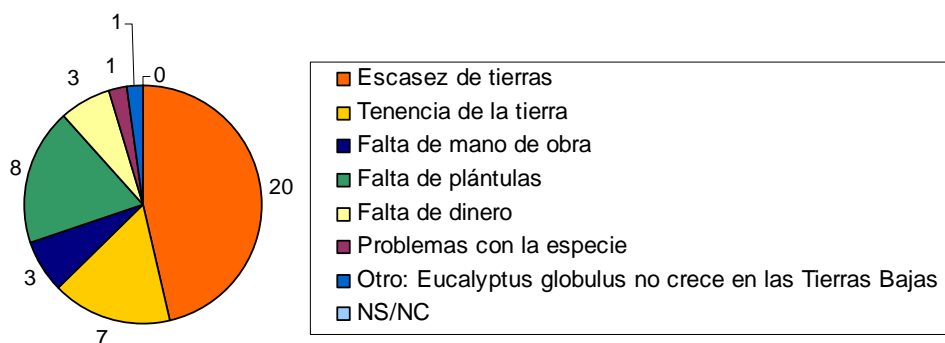 1
0
3
1
8
20
3
7
Escasez de tierras
Tenencia de la tierra
Falta de mano de obra
Falta de plántulas
Falta de dinero
Problemas con la especie
Otro: Eucalyptus globulus no crece en las Tierras Bajas
NS/NC